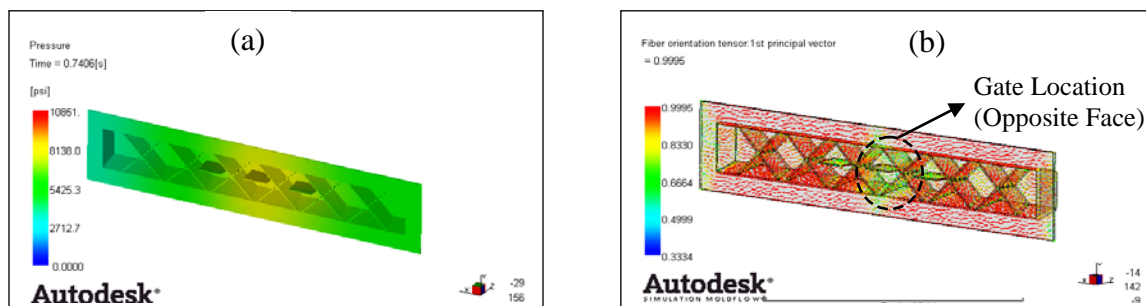 (a)
Pressure
Time = 0.7406[s]
[psi]
10851.
8138.0
5425.3
2712.7
0.0000
Autodesk®
X Y Z
-29
156
(b)
Fiber orientation tensor:1st principal vector
= 0.9995
Gate Location
(Opposite Face)
0.9995
0.8330
0.6664
0.4999
0.3334
Autodesk®
SIMULATION MOLDFLOW
X Y Z
-14
142